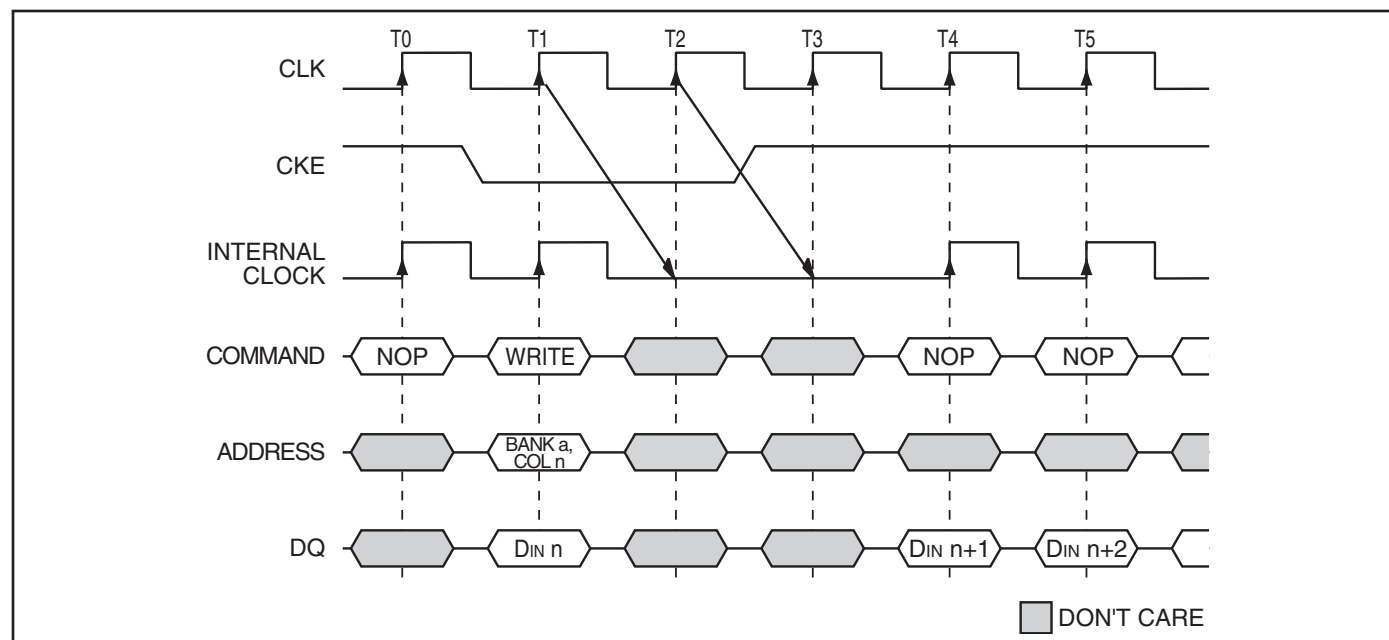 T0 T1 T2 T3 T4 T5
CLK
CKE
INTERNAL
CLOCK
COMMAND NOP WRITE NOP NOP
ADDRESS BANK a,
COL n
DQ DIN n DIN n+1 DIN n+2
DON'T CARE